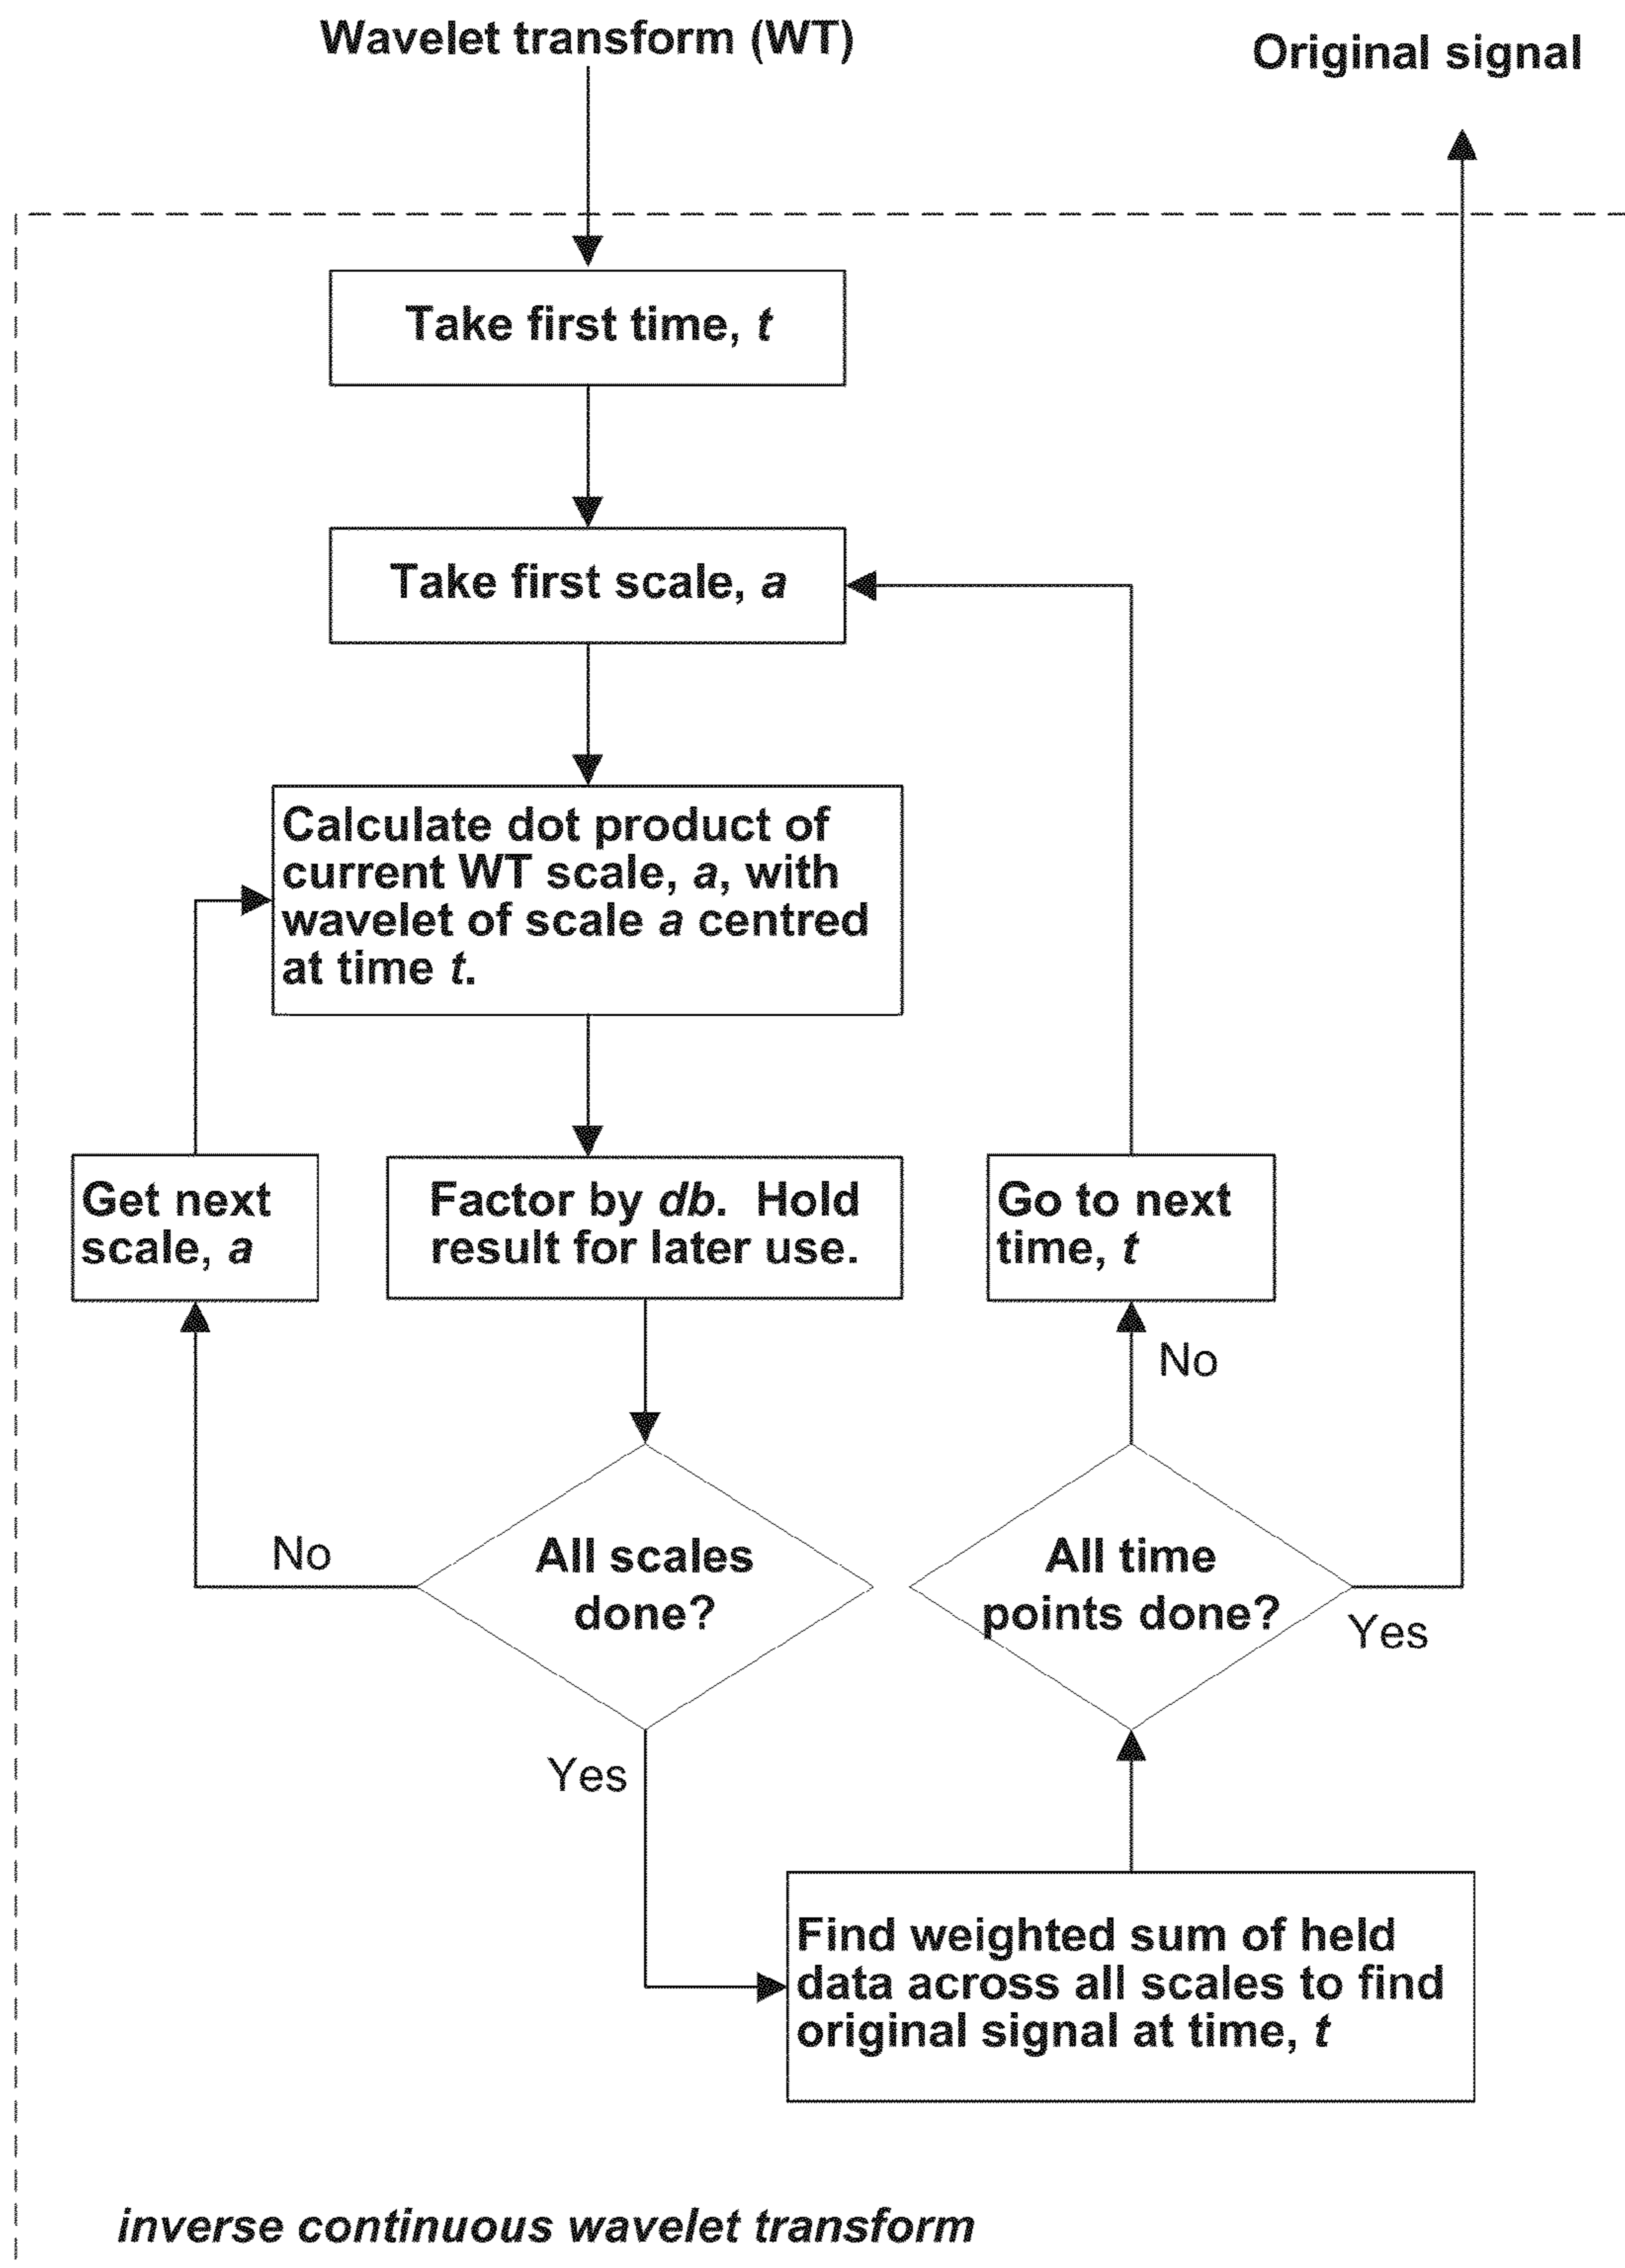 Wavelet transform (WT)
Original signal
Take first time, t
Take first scale, a
Calculate dot product of
current WT scale, a, with
wavelet of scale a centred
at time t.
Get next
scale, a
Factor by db. Hold
result for later use.
Go to next
time, t
No
No
All scales
done?
All time
points done?
Yes
Yes
Find weighted sum of held
data across all scales to find
original signal at time, t
inverse continuous wavelet transform